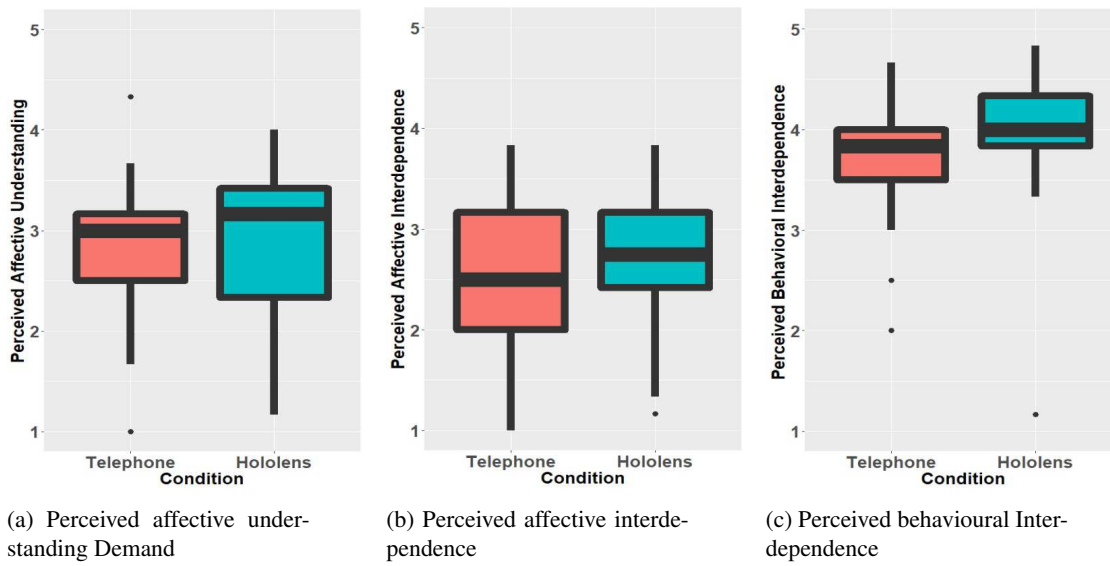 5
4
3
2
1
Perceived Affective Understanding
Telephone Hololens
Condition
(a) Perceived affective under-
standing Demand
5
4
3
2
1
Perceived Affective Interdependence
Telephone Hololens
Condition
(b) Perceived affective interde-
pendence
5
4
3
2
1
Perceived Behavioral Interdependence
Telephone Hololens
Condition
(c) Perceived behavioural Inter-
dependence